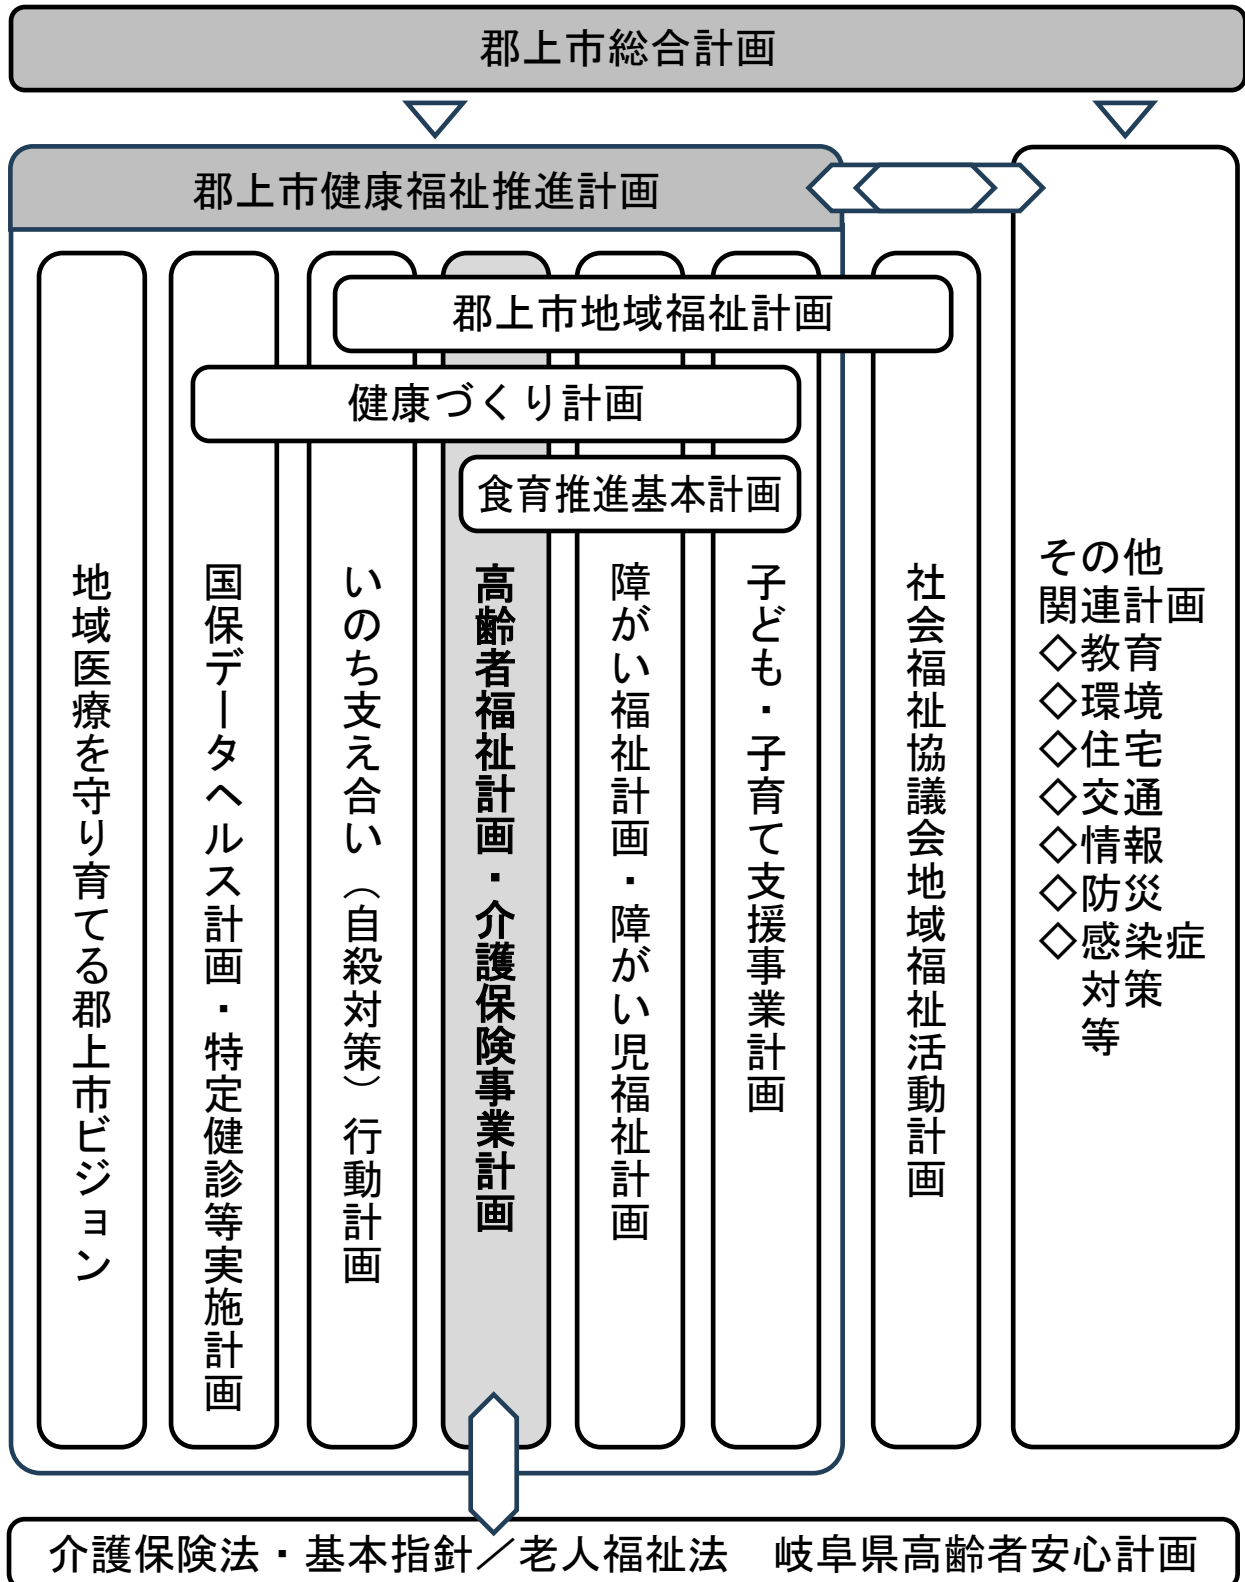 郡上市総合計画
郡上市健康福祉推進計画
郡上市地域福祉計画
健康づくり計画
食育推進基本計画
地域医療を守り育てる郡上市ビジョン
国保データヘルス計画・特定健診等実施計画
いのち支え合い（自殺対策）行動計画
高齢者福祉計画・介護保険事業計画
障がい福祉計画・障がい児福祉計画
子ども・子育て支援事業計画
社会福祉協議会地域福祉活動計画
その他
関連計画
◇教育
◇環境
◇住宅
◇交通
◇情報
◇防災
◇感染症
対策
等
介護保険法・基本指針／老人福祉法　岐阜県高齢者安心計画